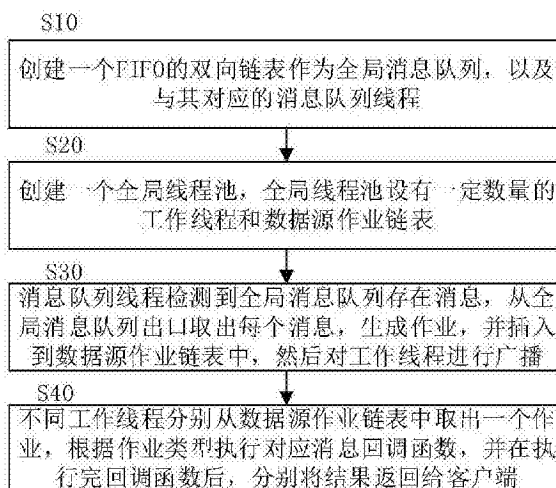 S10
创建一个FIFO的双向链表作为全局消息队列，以及
与其对应的消息队列线程
S20
创建一个全局线程池，全局线程池设有一定数量的
工作线程和数据源作业链表
S30
消息队列线程检测到全局消息队列存在消息，从全
局消息队列出口取出每个消息，生成作业，并插入
到数据源作业链表中，然后对工作线程进行广播
S40
不同工作线程分别从数据源作业链表中取出一个作
业，根据作业类型执行对应消息回调函数，并在执
行完回调函数后，分别将结果返回给客户端